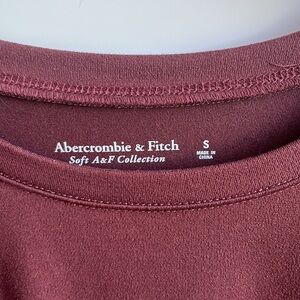 Abercrombie & Fitch
Soft A&F Collection
S
MADE IN
CHINA